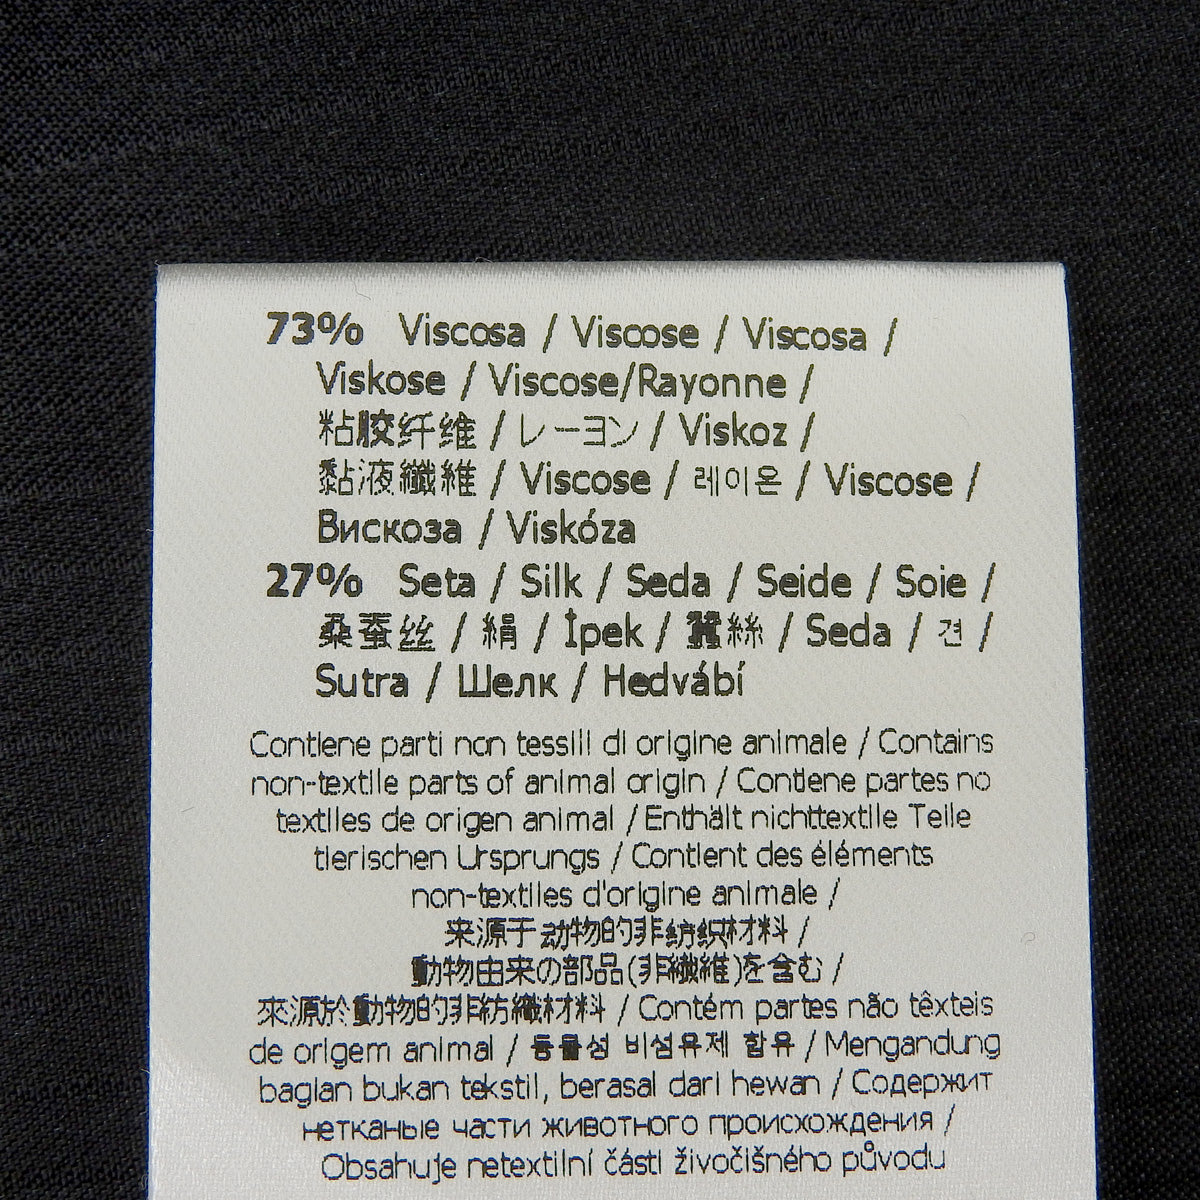 73% Viscosa / Viscose / Viscosa /
Viskose / Viscose/Rayonne /
粘胶纤维 / レーヨン / Viskoz /
黏液纖維 / Viscose / 레이온 / Viscose /
Вискоза / Viskóza
27% Seta / Silk / Seda / Seide / Soie /
桑蚕丝 / 絹 / İpek / 蠶絲 / Seda / 견 /
Sutra / Шелк / Hedvábí
Contiene parti non tessili di origine animale / Contains
non-textile parts of animal origin / Contiene partes no
textiles de origen animal / Enthält nichttextile Teile
tierischen Ursprungs / Contient des éléments
non-textiles d'origine animale /
来源于动物的非纺织材料 /
動物由来の部品(非繊維)を含む /
來源於動物的非紡織材料 / Contém partes não têxteis
de origem animal / 동물성 비섬유제 함유 / Mengandung
bagian bukan tekstil, berasal dari hewan / Содержит
нетканые части животного происхождения /
Obsahuje netextilní části živočišného původu